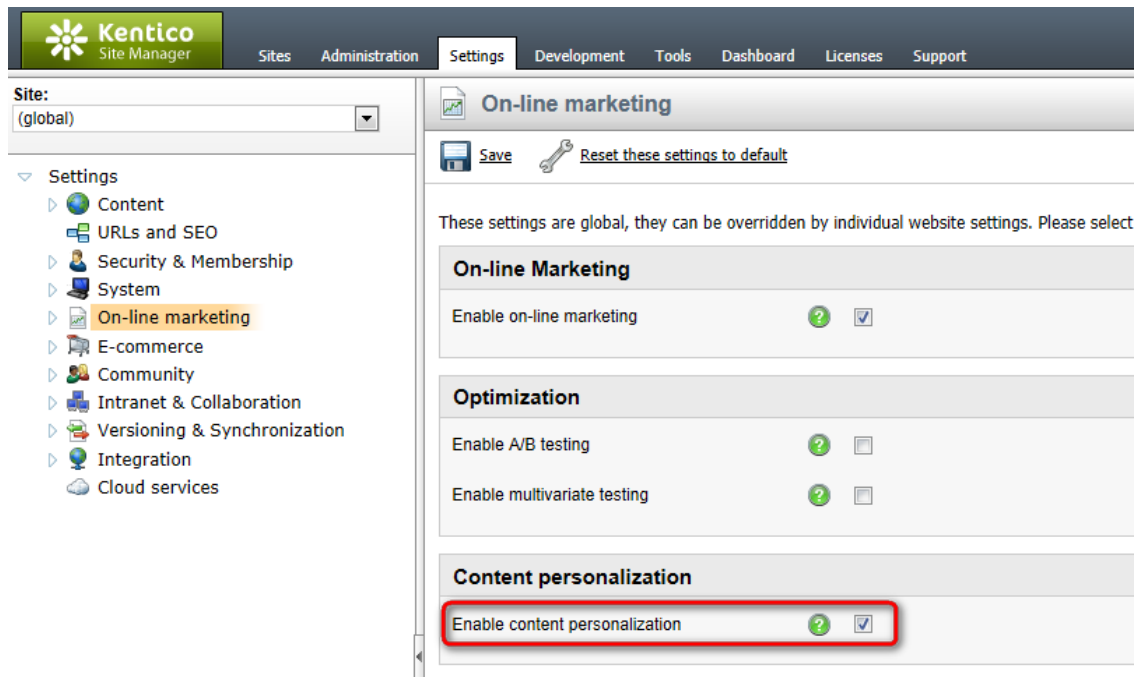 Kentico
Site Manager
Sites Administration Settings Development Tools Dashboard Licenses Support
Site:
(global)
Settings
Content
URLs and SEO
Security & Membership
System
On-line marketing
E-commerce
Community
Intranet & Collaboration
Versioning & Synchronization
Integration
Cloud services
On-line marketing
Save Reset these settings to default
These settings are global, they can be overridden by individual website settings. Please select
On-line Marketing
Enable on-line marketing ?
Optimization
Enable A/B testing ?
Enable multivariate testing ?
Content personalization
Enable content personalization ?